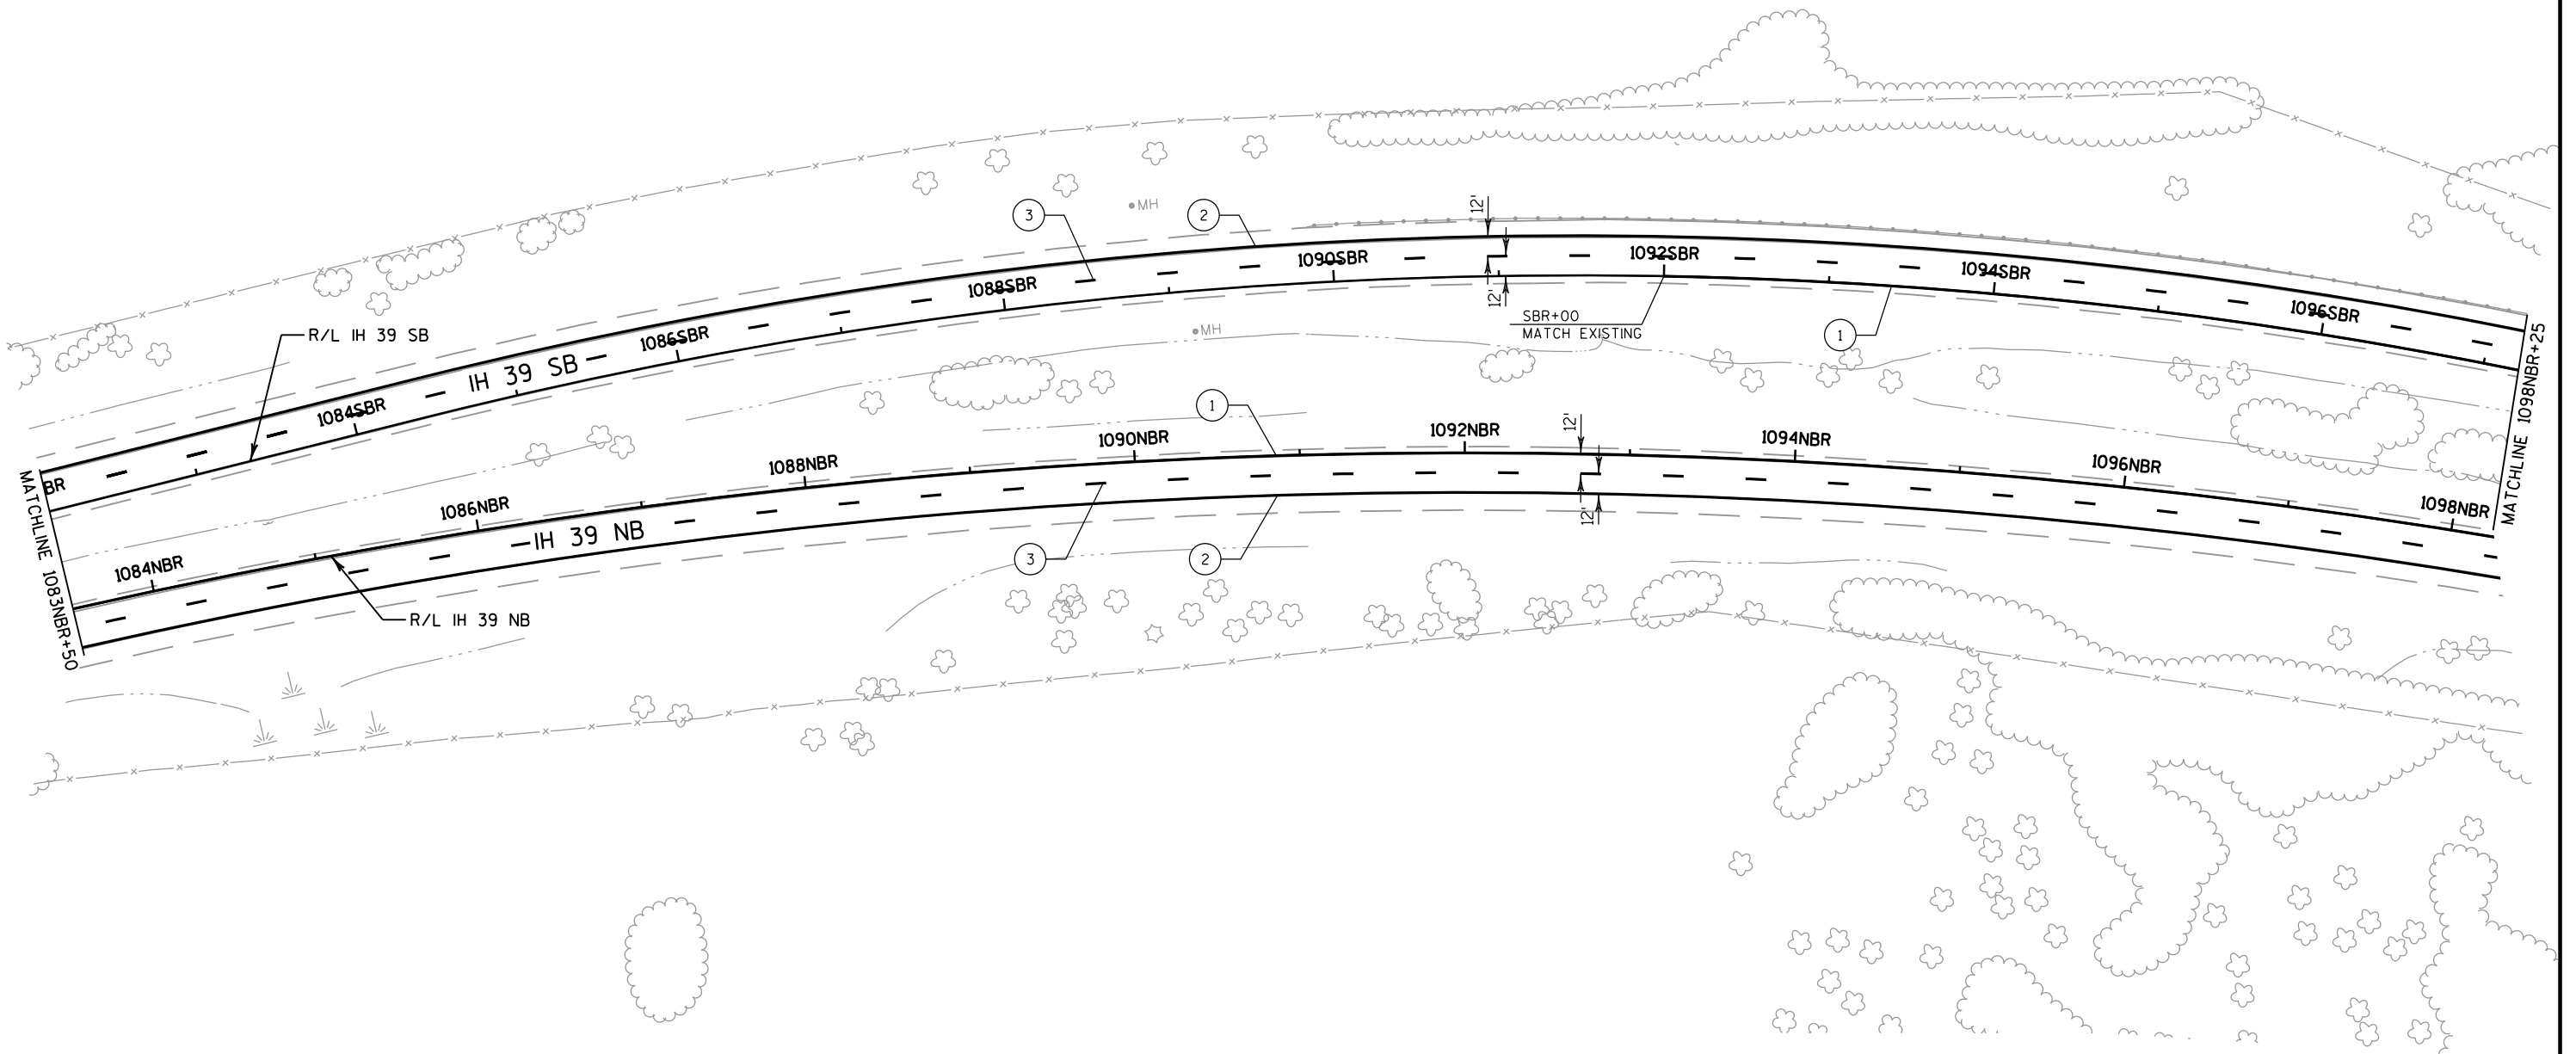 MH
3
2
12'
1090SBR
1092SBR
1094SBR
1088SBR
12'
1096SBR
SBR+00
MATCH EXISTING
1
MH
R/L IH 39 SB
1086SBR
IH 39 SB
1084SBR
MATCHLINE 1098NBR+25
1
12'
1092NBR
1090NBR
1094NBR
1088NBR
1096NBR
BR
1086NBR
1098NBR
12'
IH 39 NB
3
2
1084NBR
MATCHLINE 1083NBR+50
R/L IH 39 NB